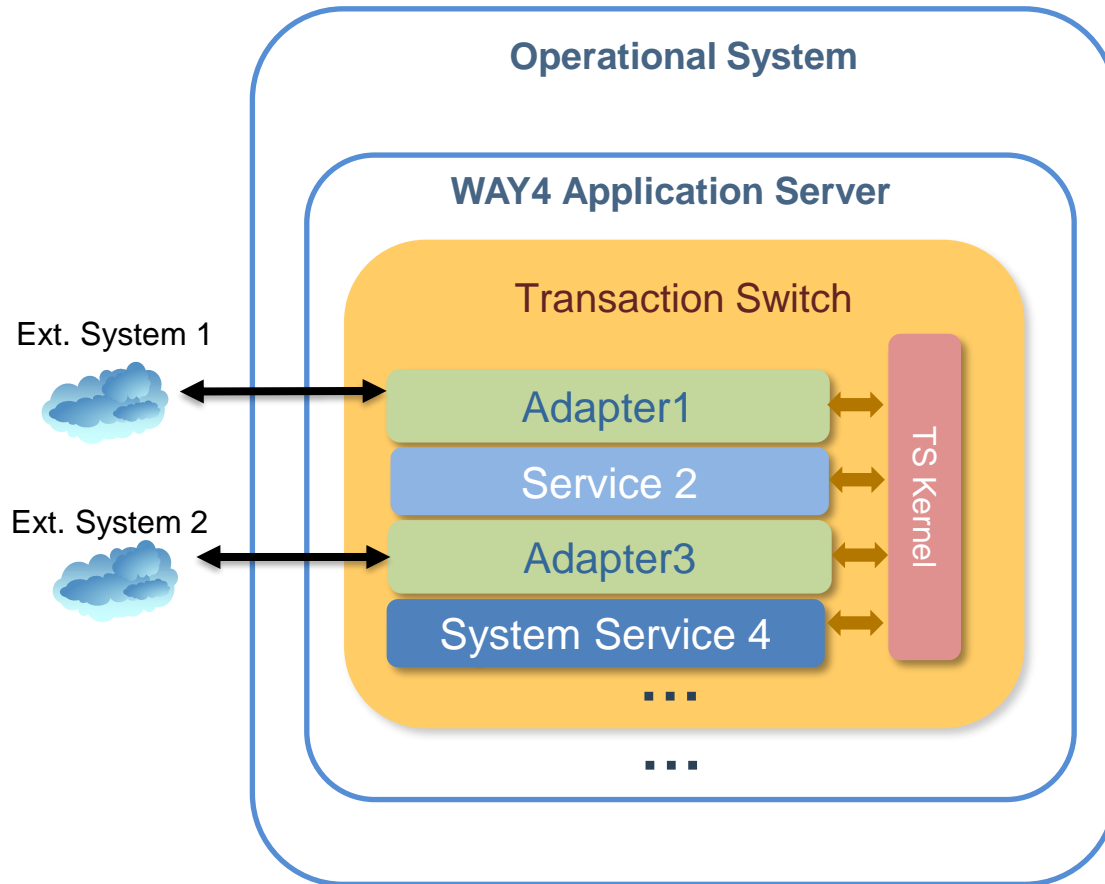 Operational System
WAY4 Application Server
Transaction Switch
Ext. System 1
Adapter1
Service 2
Ext. System 2
Adapter3
System Service 4
TS Kernel
...
...